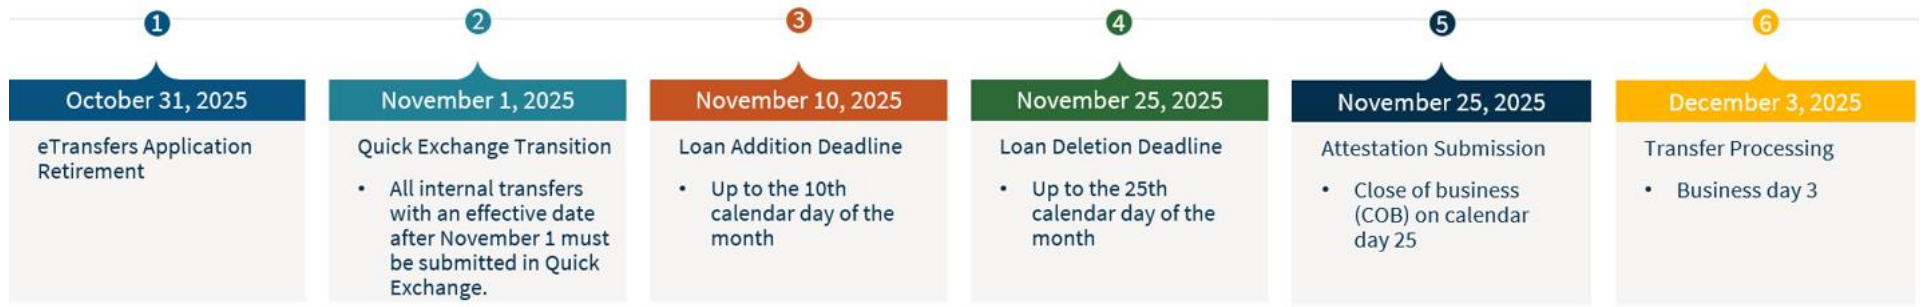 1
October 31, 2025
eTransfers Application
Retirement
2
November 1, 2025
Quick Exchange Transition
• All internal transfers
with an effective date
after November 1 must
be submitted in Quick
Exchange.
3
November 10, 2025
Loan Addition Deadline
• Up to the 10th
calendar day of the
month
4
November 25, 2025
Loan Deletion Deadline
• Up to the 25th
calendar day of the
month
5
November 25, 2025
Attestation Submission
• Close of business
(COB) on calendar
day 25
6
December 3, 2025
Transfer Processing
• Business day 3